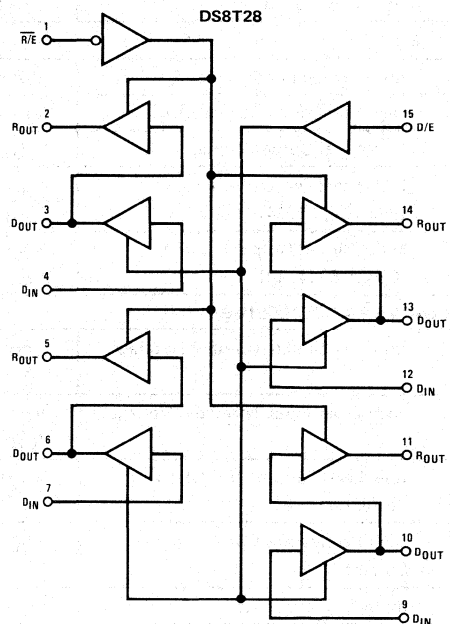 DS8T28
1
R/E
2
ROUT
15
D/E
3
DOUT
14
ROUT
4
DIN
13
DOUT
5
ROUT
12
DIN
6
DOUT
11
ROUT
7
DIN
10
DOUT
9
DIN